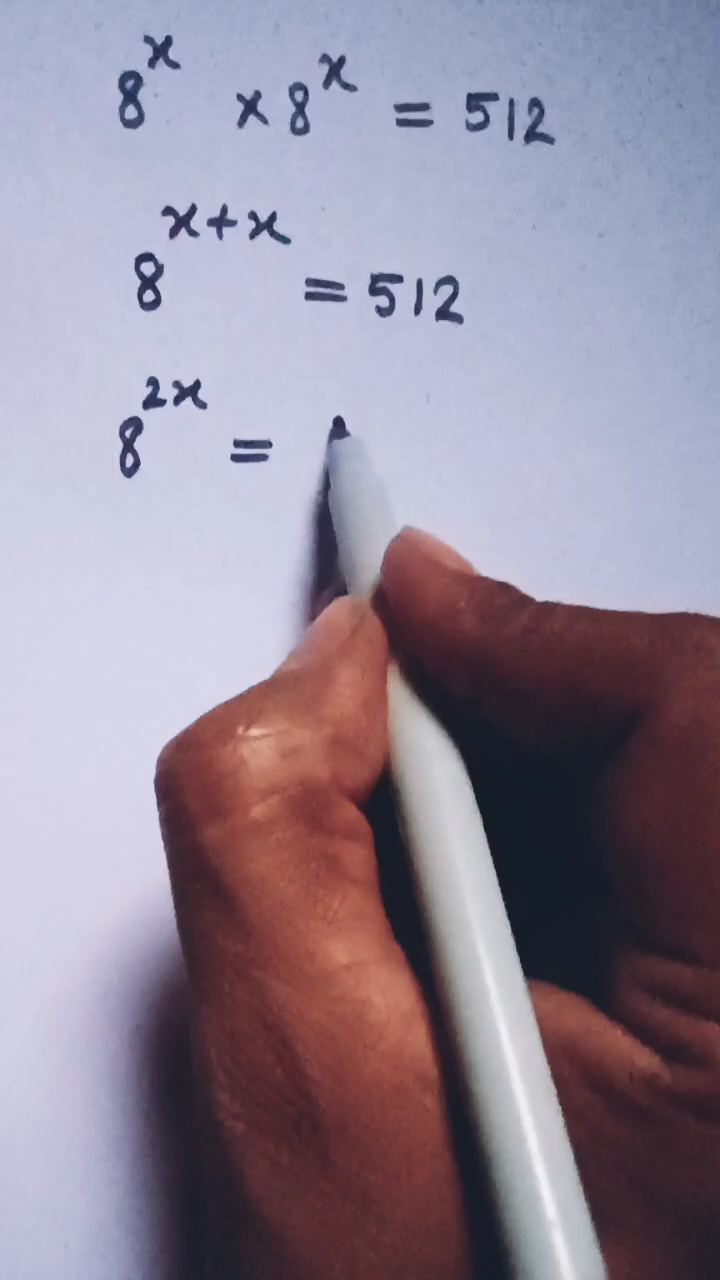 8^x × 8^x = 512
8^{x+x} = 512
8^{2x} =